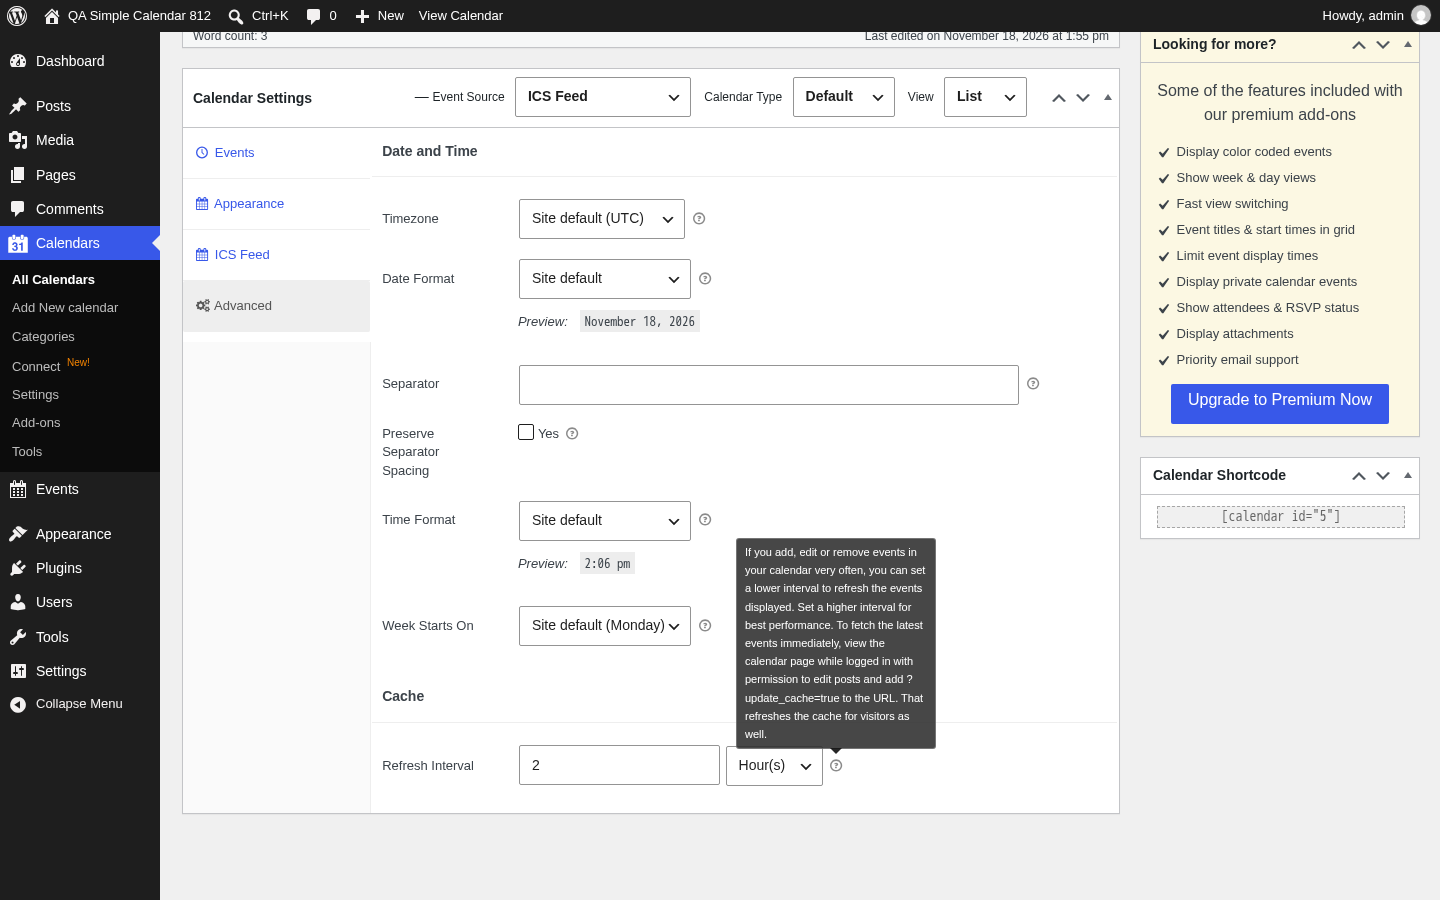 QA Simple Calendar 812
Ctrl+K
0
New
View Calendar
Howdy, admin
Dashboard
Posts
Media
Pages
Comments
Calendars
All Calendars
Add New calendar
Categories
Connect New!
Settings
Add-ons
Tools
Events
Appearance
Plugins
Users
Tools
Settings
Collapse Menu
Word count: 3
Last edited on November 18, 2026 at 1:55 pm
Calendar Settings
— Event Source
ICS Feed
Calendar Type
Default
View
List
Events
Appearance
ICS Feed
Advanced
Date and Time
Timezone
Site default (UTC)
Date Format
Site default
Preview: November 18, 2026
Separator
Preserve
Separator
Spacing
Yes
Time Format
Site default
Preview: 2:06 pm
Week Starts On
Site default (Monday)
Cache
Refresh Interval
2
Hour(s)
If you add, edit or remove events in
your calendar very often, you can set
a lower interval to refresh the events
displayed. Set a higher interval for
best performance. To fetch the latest
events immediately, view the
calendar page while logged in with
permission to edit posts and add ?
update_cache=true to the URL. That
refreshes the cache for visitors as
well.
Looking for more?
Some of the features included with
our premium add-ons
Display color coded events
Show week & day views
Fast view switching
Event titles & start times in grid
Limit event display times
Display private calendar events
Show attendees & RSVP status
Display attachments
Priority email support
Upgrade to Premium Now
Calendar Shortcode
[calendar id="5"]